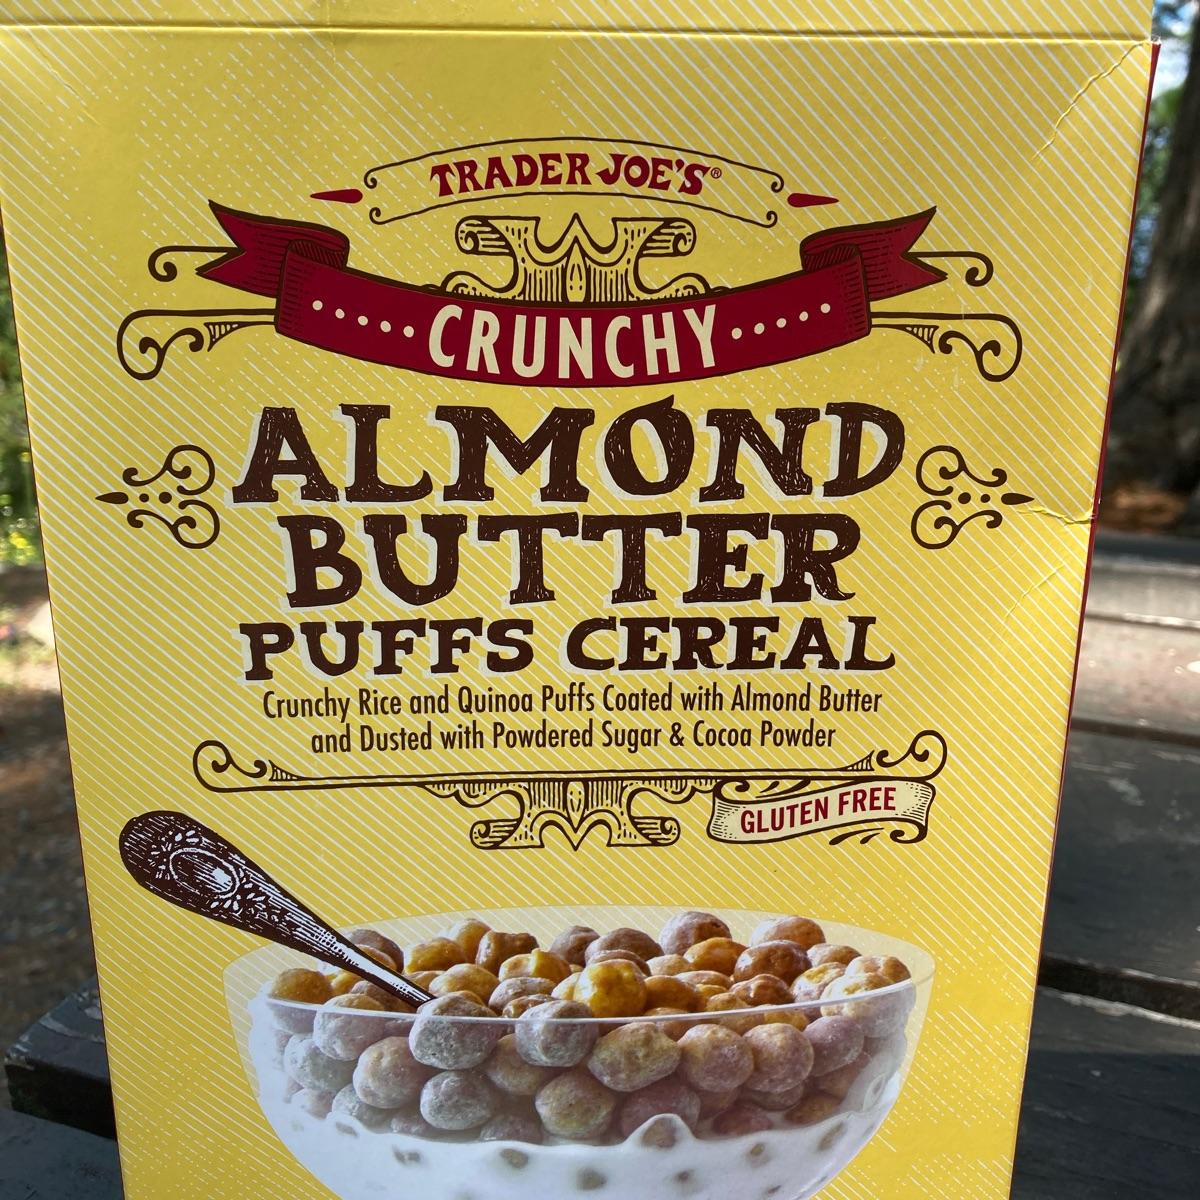 TRADER JOE'S®
CRUNCHY
ALMOND
BUTTER
PUFFS CEREAL
Crunchy Rice and Quinoa Puffs Coated with Almond Butter
and Dusted with Powdered Sugar & Cocoa Powder
GLUTEN FREE